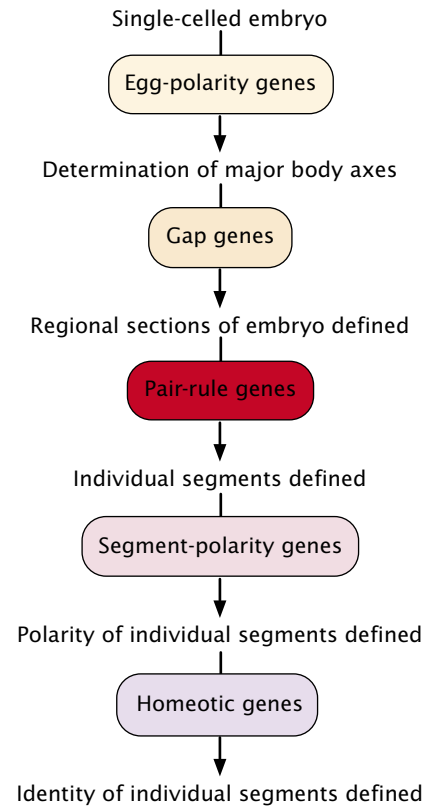 Single-celled embryo
Egg-polarity genes
Determination of major body axes
Gap genes
Regional sections of embryo defined
Pair-rule genes
Individual segments defined
Segment-polarity genes
Polarity of individual segments defined
Homeotic genes
Identity of individual segments defined